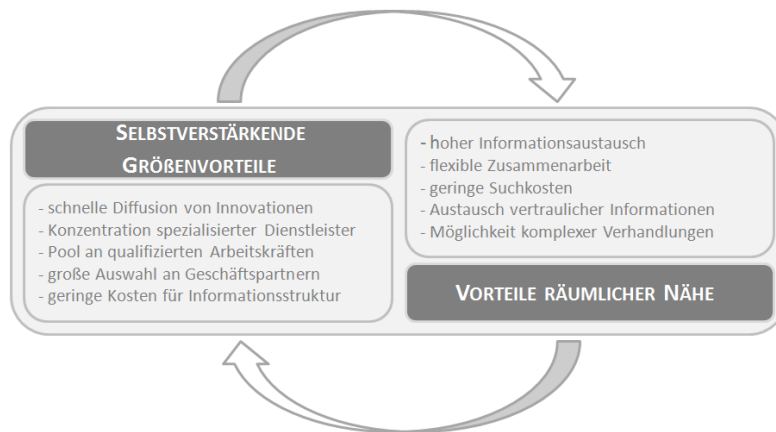 SELBSTVERSTÄRKENDE
GRÖßENVORTEILE
- schnelle Diffusion von Innovationen
- Konzentration spezialisierter Dienstleister
- Pool an qualifizierten Arbeitskräften
- große Auswahl an Geschäftspartnern
- geringe Kosten für Informationsstruktur
- hoher Informationsaustausch
- flexible Zusammenarbeit
- geringe Suchkosten
- Austausch vertraulicher Informationen
- Möglichkeit komplexer Verhandlungen
VORTEILE RÄUMLICHER NÄHE